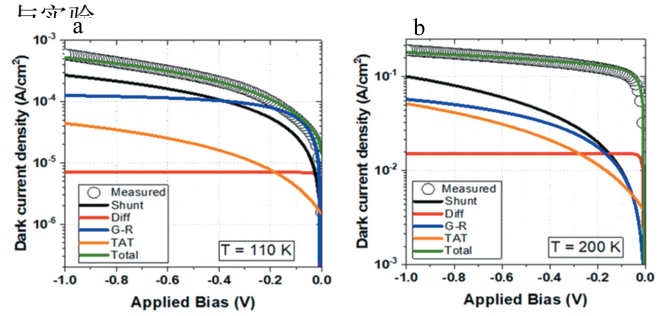 与实验
a
b
Dark current density (A/cm²)
10⁻³
10⁻⁴
10⁻⁵
10⁻⁶
Measured
Shunt
Diff
G-R
TAT
Total
T = 110 K
-1.0 -0.8 -0.6 -0.4 -0.2 0.0
Applied Bias (V)
Dark current density (A/cm²)
10⁻¹
10⁻²
10⁻³
Measured
Shunt
Diff
G-R
TAT
Total
T = 200 K
-1.0 -0.8 -0.6 -0.4 -0.2 0.0
Applied Bias (V)